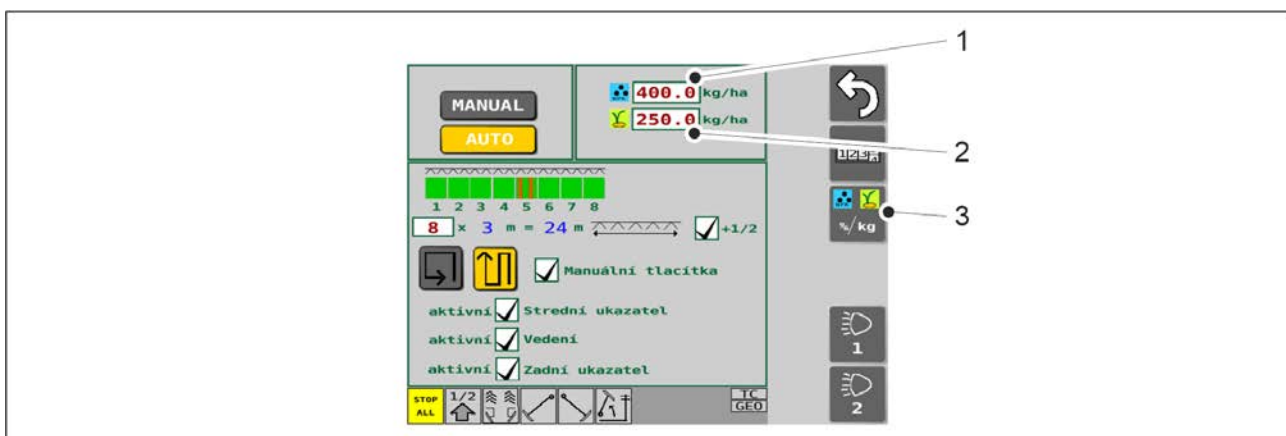 1
MANUAL
AUTO
400.0 kg/ha
250.0 kg/ha
2
3
%/kg
1 2 3 4 5 6 7 8
8 x 3 m = 24 m +1/2
Manuální tlacítka
aktivní Strední ukazatel
aktivní Vedení
aktivní Zadní ukazatel
1
2
STOP ALL
1/2
TC
GEO